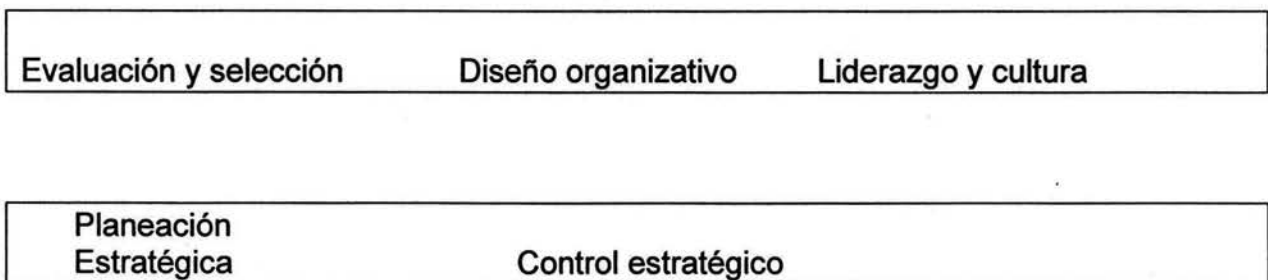 Evaluación y selección Diseño organizativo Liderazgo y cultura
Planeación
Estratégica Control estratégico